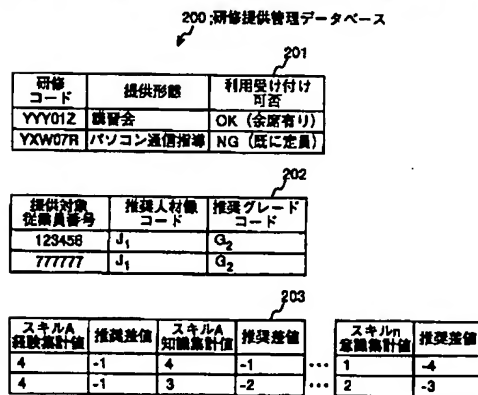 200;研修提供管理データベース
201
研修コード 提供形態 利用受け付け可否
YYY01Z 講習会 OK (余席有り)
YXW07R パソコン通信指導 NG (既に定員)
202
提供対象従業員番号 推奨人材像コード 推奨グレードコード
123456 J1 G2
777777 J1 G2
203
スキルA経験集計値 推奨差値 スキルA知識集計値 推奨差値 … スキルn意識集計値 推奨差値
4 -1 4 -1 … 1 -4
4 -1 3 -2 … 2 -3